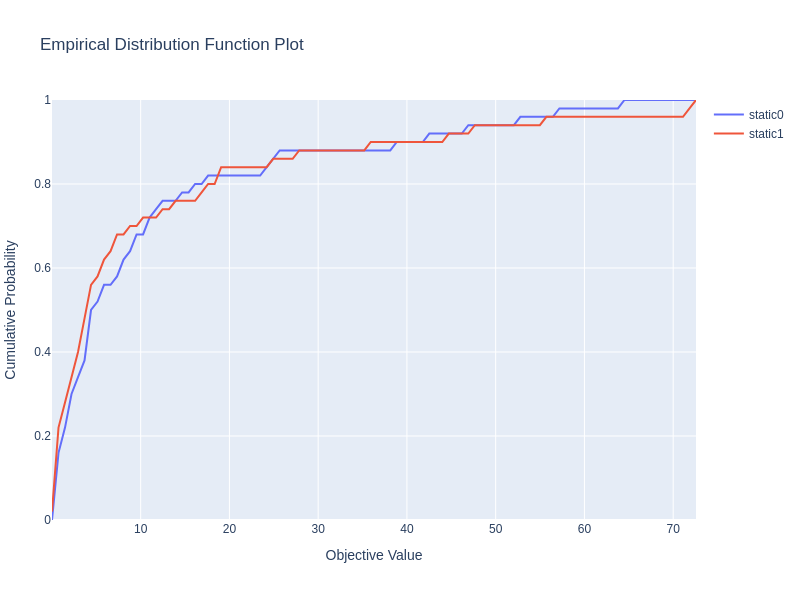 Empirical Distribution Function Plot
static0
static1
Cumulative Probability
1
0.8
0.6
0.4
0.2
0
10 20 30 40 50 60 70
Objective Value